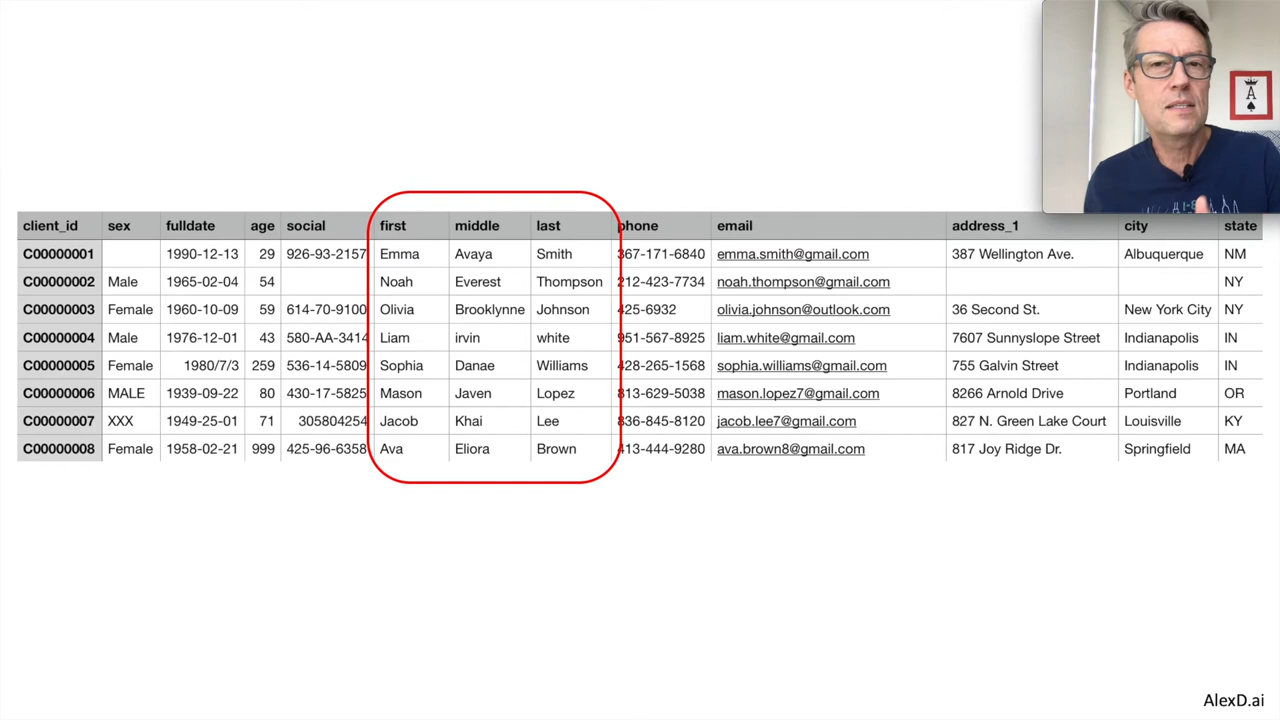 A
client_id sex fulldate age social first middle last phone email address_1 city state
C00000001 1990-12-13 29 926-93-2157 Emma Avaya Smith 367-171-6840 emma.smith@gmail.com 387 Wellington Ave. Albuquerque NM
C00000002 Male 1965-02-04 54 Noah Everest Thompson 212-423-7734 noah.thompson@gmail.com NY
C00000003 Female 1960-10-09 59 614-70-9100 Olivia Brooklynne Johnson 425-6932 olivia.johnson@outlook.com 36 Second St. New York City NY
C00000004 Male 1976-12-01 43 580-AA-3414 Liam irvin white 951-567-8925 liam.white@gmail.com 7607 Sunnyslope Street Indianapolis IN
C00000005 Female 1980/7/3 259 536-14-5809 Sophia Danae Williams 428-265-1568 sophia.williams@gmail.com 755 Galvin Street Indianapolis IN
C00000006 MALE 1939-09-22 80 430-17-5825 Mason Javen Lopez 813-629-5038 mason.lopez7@gmail.com 8266 Arnold Drive Portland OR
C00000007 XXX 1949-25-01 71 305804254 Jacob Khai Lee 836-845-8120 jacob.lee7@gmail.com 827 N. Green Lake Court Louisville KY
C00000008 Female 1958-02-21 999 425-96-6358 Ava Eliora Brown 413-444-9280 ava.brown8@gmail.com 817 Joy Ridge Dr. Springfield MA
AlexD.ai